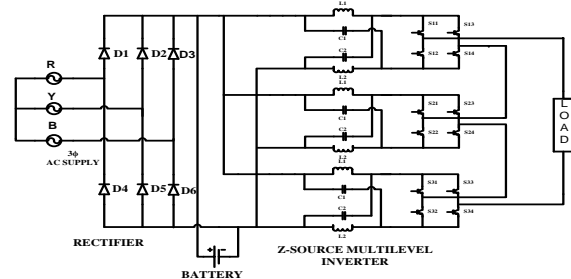 L1
S11
S13
C1
D1
D2
D3
C2
S12
S14
R
L2
L1
Y
S21
S23
L
O
A
D
C1
B
C2
S22
S24
3ϕ
AC SUPPLY
L2
L1
S31
S33
D4
D5
D6
C1
C2
S32
S34
L2
RECTIFIER
Z-SOURCE MULTILEVEL
INVERTER
BATTERY